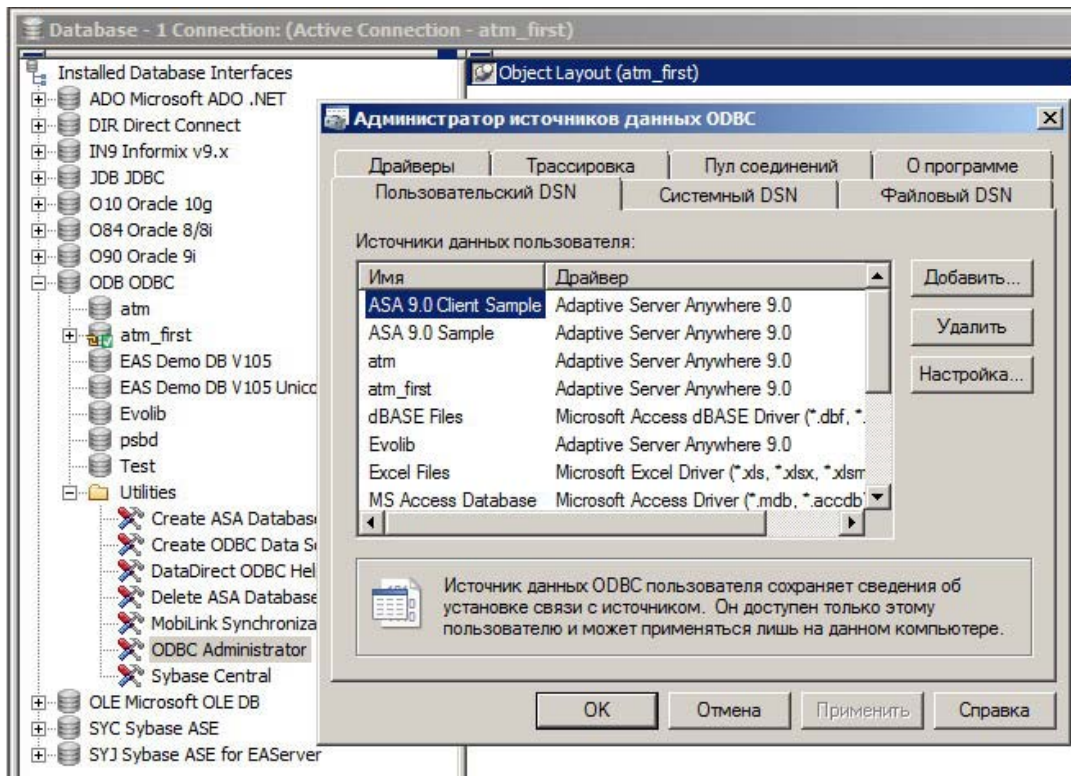 Database - 1 Connection: (Active Connection - atm_first)
Installed Database Interfaces
ADO Microsoft ADO .NET
DIR Direct Connect
IN9 Informix v9.x
JDB JDBC
O10 Oracle 10g
O84 Oracle 8/8i
O90 Oracle 9i
ODB ODBC
atm
atm_first
EAS Demo DB V105
EAS Demo DB V105 Unico
Evolib
psbd
Test
Utilities
Create ASA Databas
Create ODBC Data S
DataDirect ODBC Hel
Delete ASA Database
MobiLink Synchroniza
ODBC Administrator
Sybase Central
OLE Microsoft OLE DB
SYC Sybase ASE
SYJ Sybase ASE for EAServer
Object Layout (atm_first)
Администратор источников данных ODBC
Драйверы Трассировка Пул соединений О программе
Пользовательский DSN Системный DSN Файловый DSN
Источники данных пользователя:
Имя Драйвер
ASA 9.0 Client Sample Adaptive Server Anywhere 9.0
ASA 9.0 Sample Adaptive Server Anywhere 9.0
atm Adaptive Server Anywhere 9.0
atm_first Adaptive Server Anywhere 9.0
dBASE Files Microsoft Access dBASE Driver (*.dbf, *.
Evolib Adaptive Server Anywhere 9.0
Excel Files Microsoft Excel Driver (*.xls, *.xlsx, *.xlsm
MS Access Database Microsoft Access Driver (*.mdb, *.accdb
Добавить...
Удалить
Настройка...
Источник данных ODBC пользователя сохраняет сведения об
установке связи с источником. Он доступен только этому
пользователю и может применяться лишь на данном компьютере.
OK Отмена Применить Справка